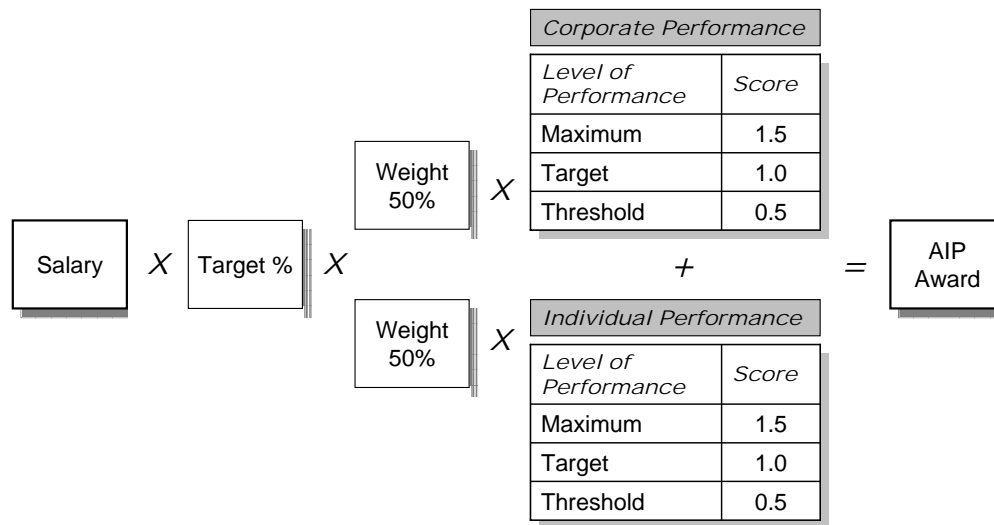 Corporate Performance
Level of
Performance
Score
Maximum
1.5
Target
1.0
Threshold
0.5
Weight
50%
X
Salary
X
Target %
X
+
=
AIP
Award
Weight
50%
X
Individual Performance
Level of
Performance
Score
Maximum
1.5
Target
1.0
Threshold
0.5